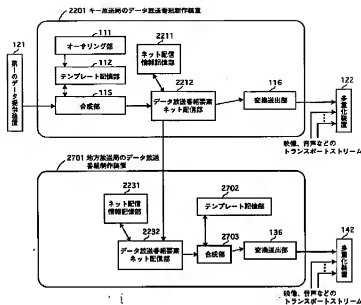 2201 キー放送局のデータ放送番組制作装置
121
第一のデータ提供装置
111
オーサリング部
112
テンプレート記憶部
115
合成部
2211
ネット配信
情報記憶部
2212
データ放送番組要素
ネット配信部
116
変換送出部
122
多重化装置
映像、音声などの
トランスポートストリーム
2701 地方放送局のデータ放送
番組制作装置
2231
ネット配信
情報記憶部
2232
データ放送番組要素
ネット配信部
2702
テンプレート記憶部
2703
合成部
136
変換送出部
142
多重化装置
映像、音声などの
トランスポートストリーム